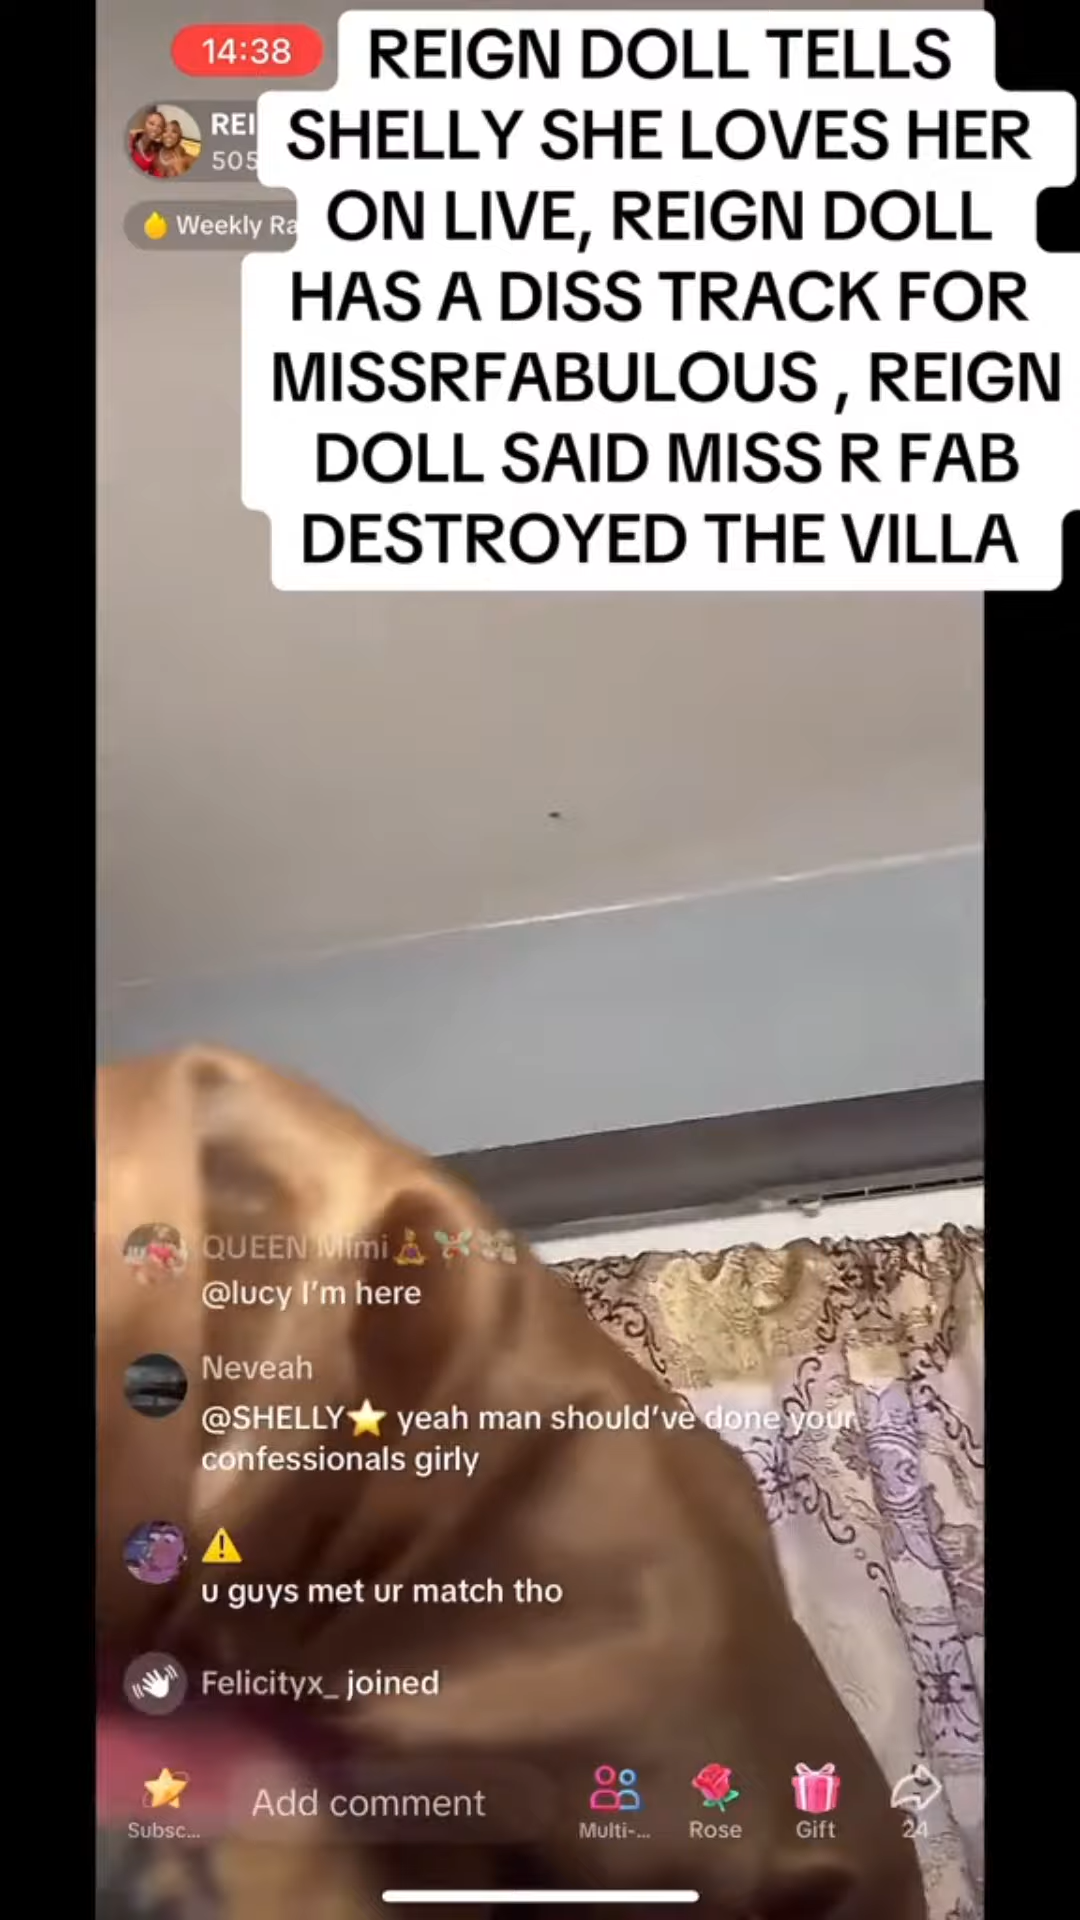 14:38
REIGN DOLL TELLS
SHELLY SHE LOVES HER
ON LIVE, REIGN DOLL
HAS A DISS TRACK FOR
MISSRFABULOUS , REIGN
DOLL SAID MISS R FAB
DESTROYED THE VILLA
REI
505
Weekly Ra
QUEEN Mimi
@lucy I'm here
Neveah
@SHELLY⭐ yeah man should've done your
confessionals girly
⚠️
u guys met ur match tho
Felicityx_ joined
Subsc...
Add comment
Multi-...
Rose
Gift
24